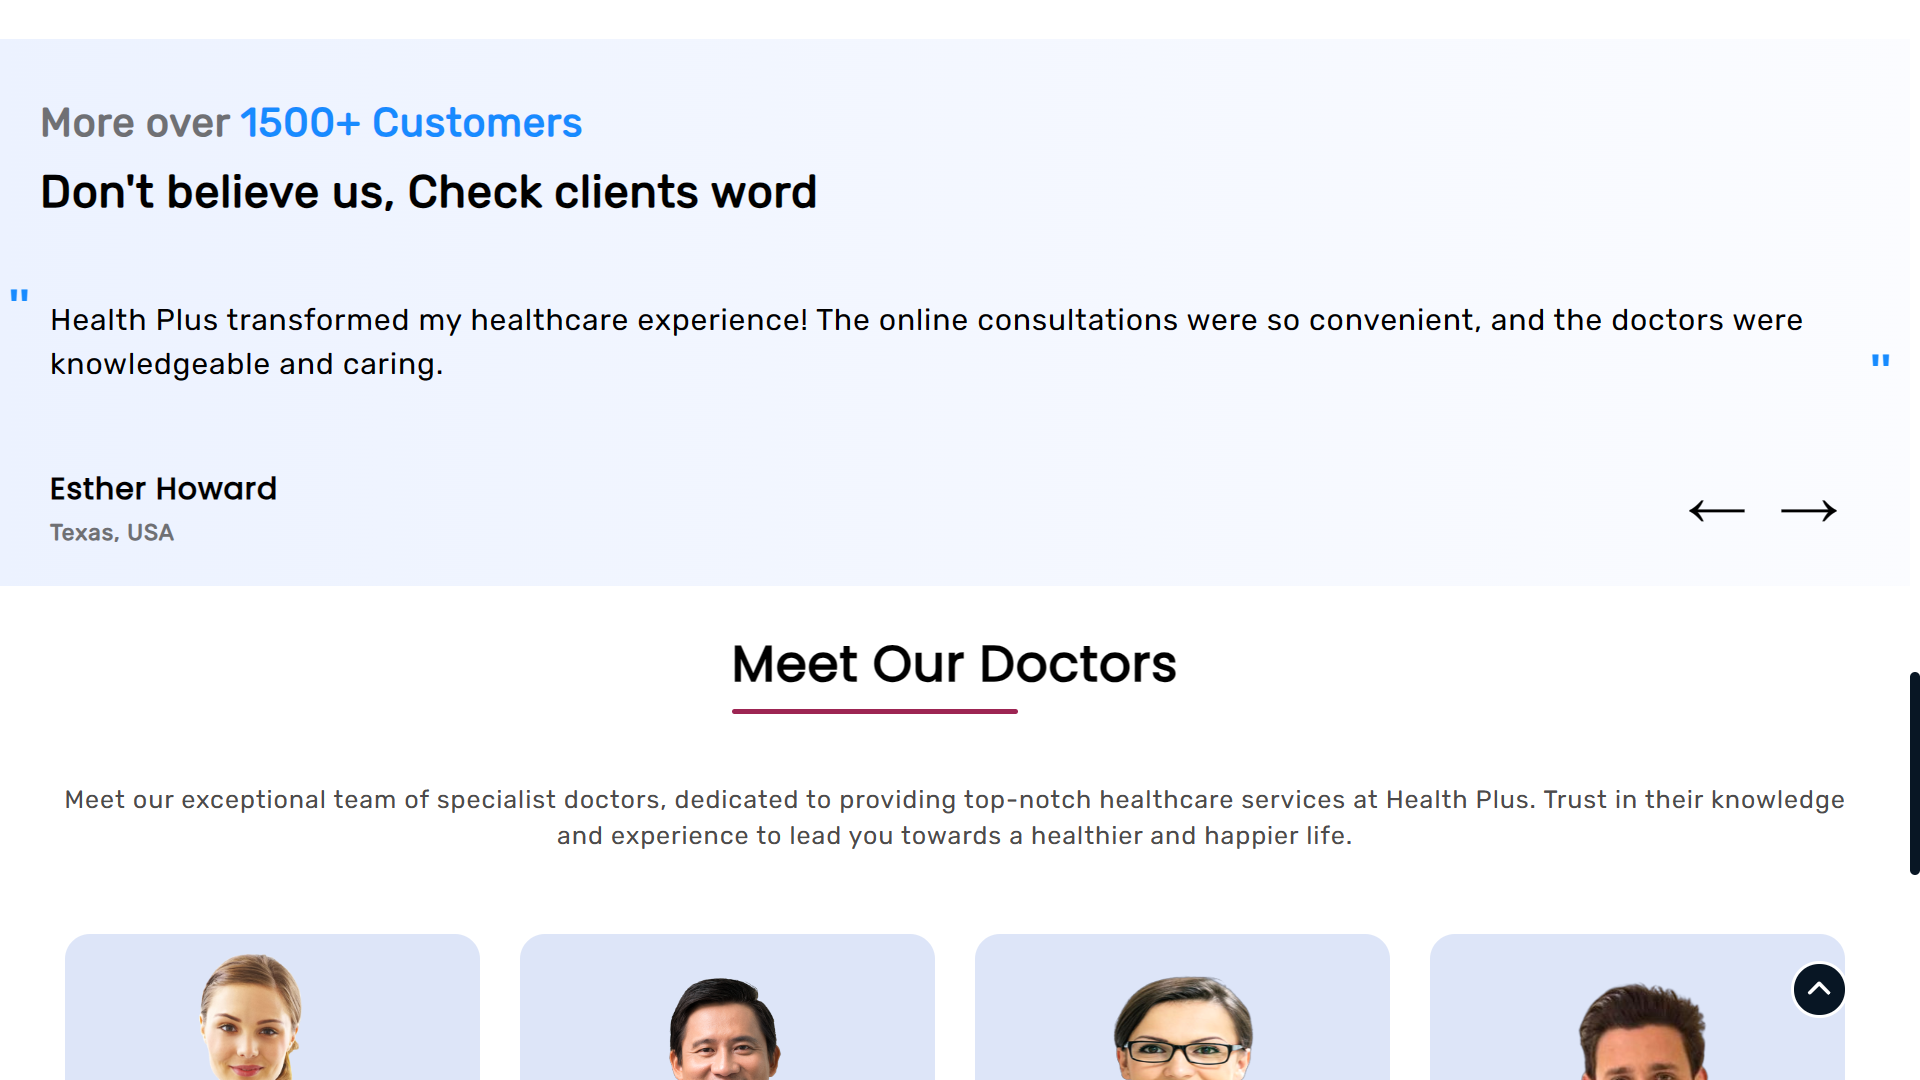 More over 1500+ Customers
Don't believe us, Check clients word
"
Health Plus transformed my healthcare experience! The online consultations were so convenient, and the doctors were
knowledgeable and caring.
"
Esther Howard
Texas, USA
Meet Our Doctors
Meet our exceptional team of specialist doctors, dedicated to providing top-notch healthcare services at Health Plus. Trust in their knowledge
and experience to lead you towards a healthier and happier life.